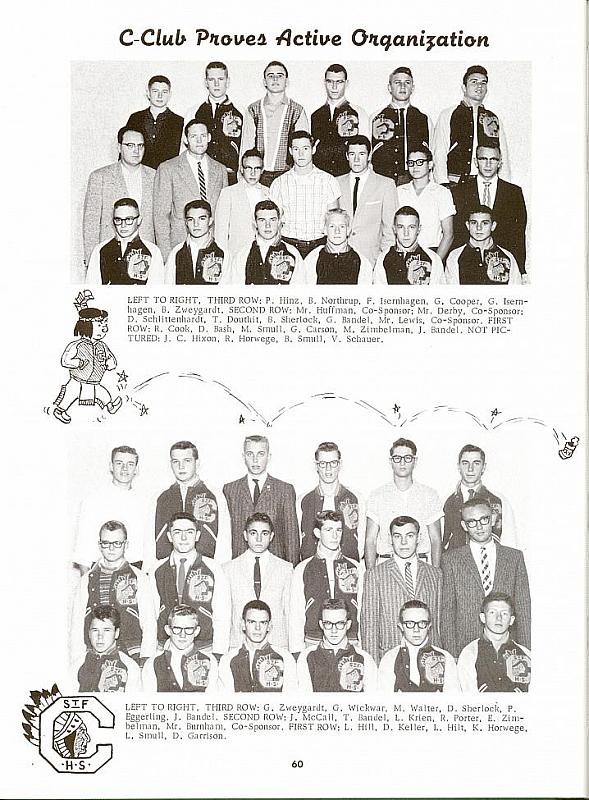 C-Club Proves Active Organization
LEFT TO RIGHT, THIRD ROW: P. Hinz, B. Northrup, F. Isernhagen, G. Cooper, G. Isern-
hagen, B. Zweygardt. SECOND ROW: Mr. Huffman, Co-Sponsor; Mr. Derby, Co-Sponsor;
D. Schlittenhardt, T. Douthit, B. Sherlock, G. Bandel, Mr. Lewis, Co-Sponsor. FIRST
ROW: R. Cook, D. Bash, M. Smull, G. Carson, M. Zimbelman, J. Bandel. NOT PIC-
TURED: J. C. Hixon, R. Horwege, B. Smull, V. Schauer.
LEFT TO RIGHT, THIRD ROW: G. Zweygardt, G. Wickwar, M. Walter, D. Sherlock, P.
Eggerling, J. Bandel. SECOND ROW: J. McCall, T. Bandel, L. Krien, R. Porter, E. Zim-
belman, Mr. Burnham, Co-Sponsor. FIRST ROW: L. Hill, D. Keller, L. Hilt, K. Horwege,
L. Smull, D. Garrison.
STF
H·S·
60